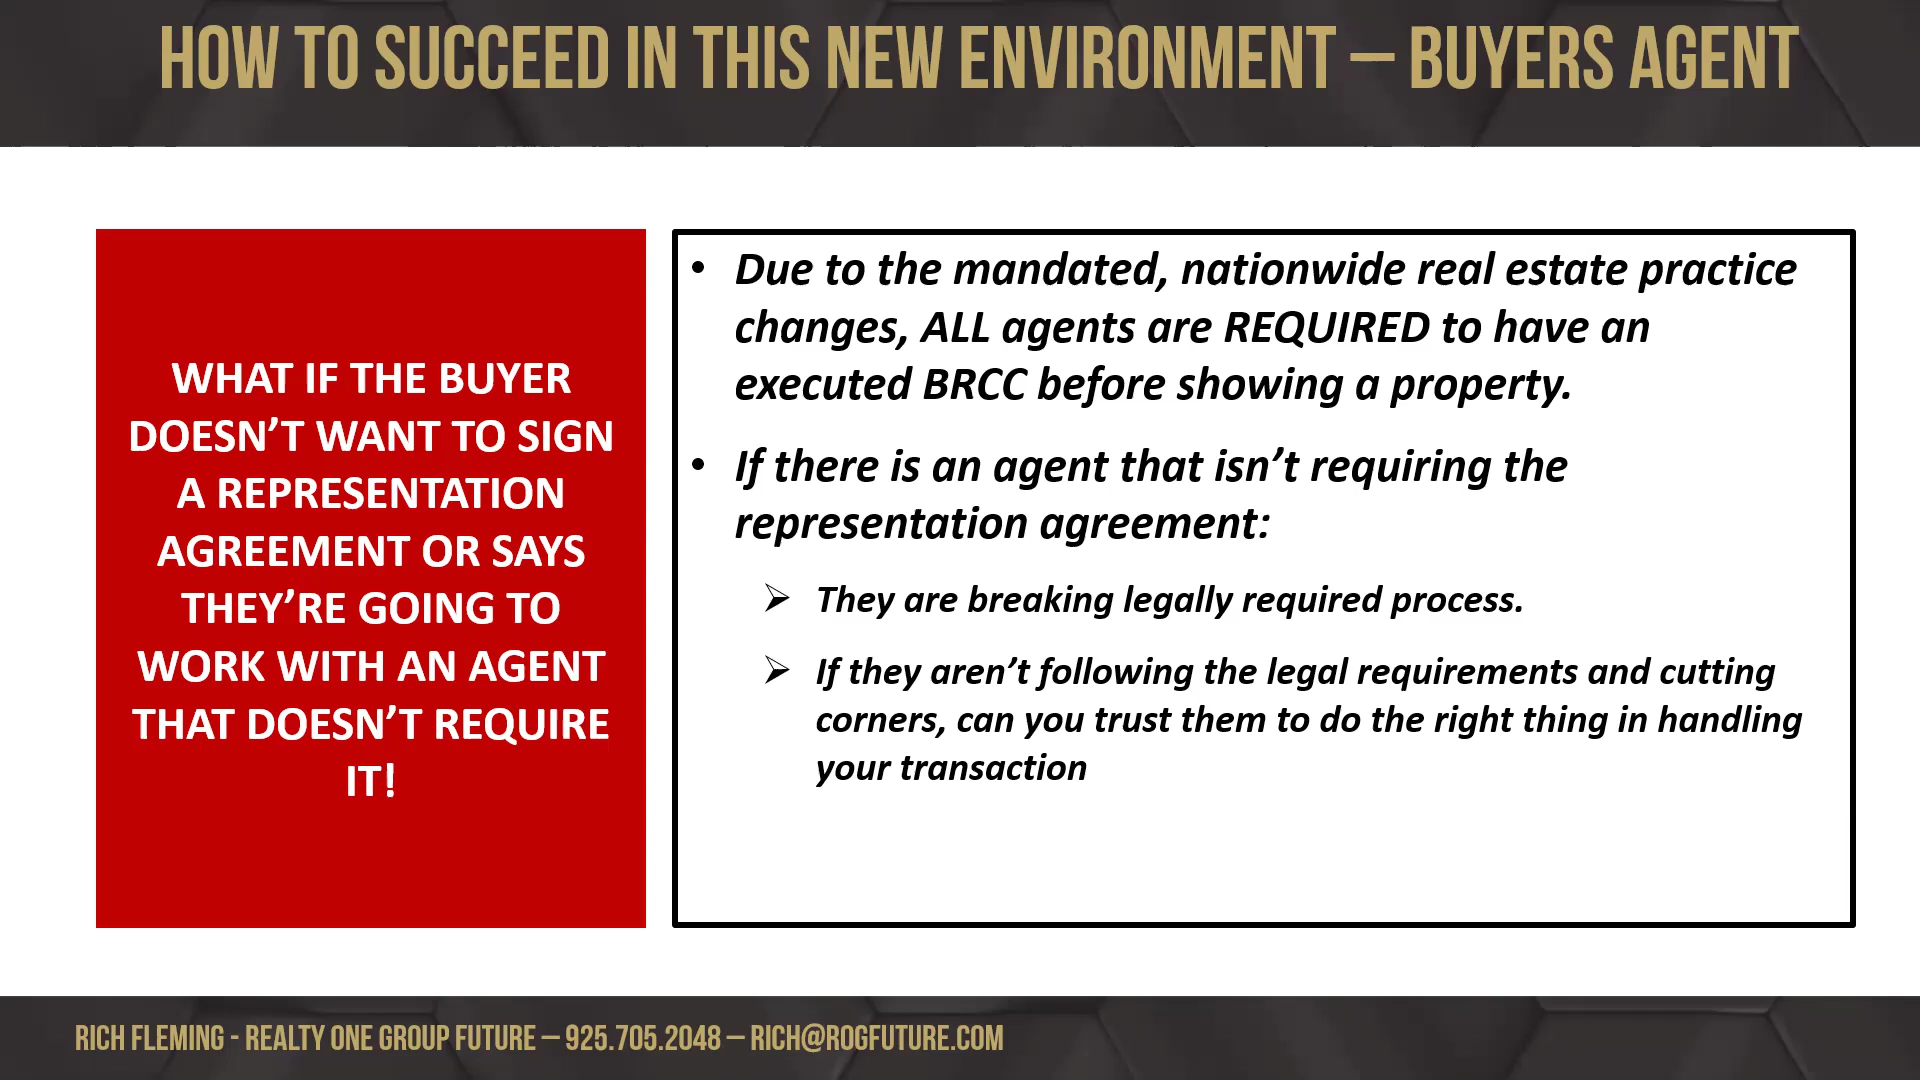 HOW TO SUCCEED IN THIS NEW ENVIRONMENT – BUYERS AGENT
WHAT IF THE BUYER
DOESN’T WANT TO SIGN
A REPRESENTATION
AGREEMENT OR SAYS
THEY’RE GOING TO
WORK WITH AN AGENT
THAT DOESN’T REQUIRE
IT!
• Due to the mandated, nationwide real estate practice
changes, ALL agents are REQUIRED to have an
executed BRCC before showing a property.
• If there is an agent that isn’t requiring the
representation agreement:
➢ They are breaking legally required process.
➢ If they aren’t following the legal requirements and cutting
corners, can you trust them to do the right thing in handling
your transaction
RICH FLEMING - REALTY ONE GROUP FUTURE – 925.705.2048 – RICH@ROGFUTURE.COM